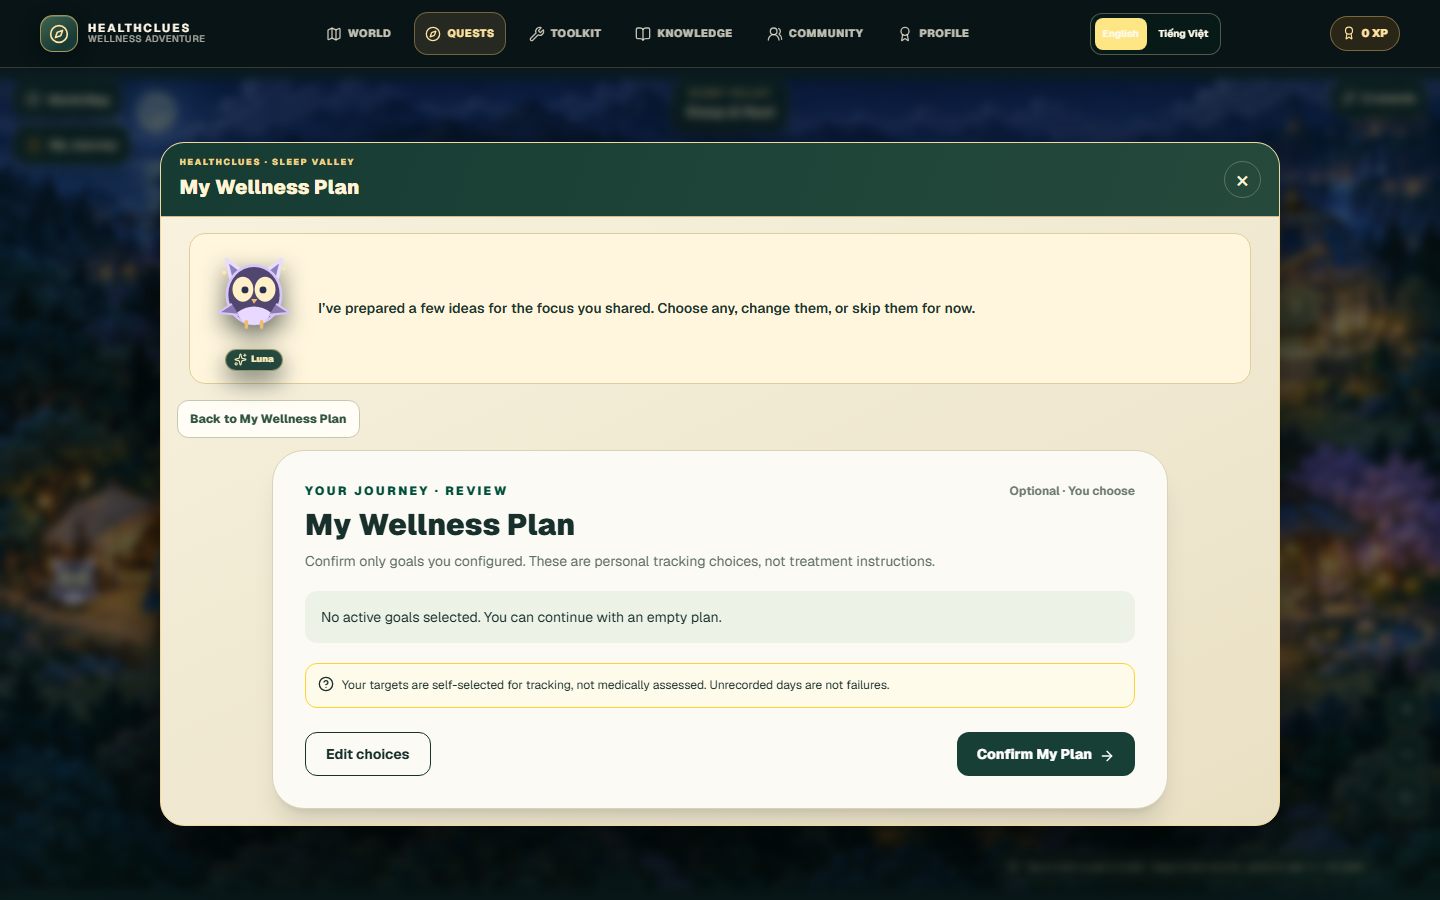 HEALTHCLUES
WELLNESS ADVENTURE
WORLD
QUESTS
TOOLKIT
KNOWLEDGE
COMMUNITY
PROFILE
English
Tiếng Việt
0 XP
HEALTHCLUES · SLEEP VALLEY
My Wellness Plan
I've prepared a few ideas for the focus you shared. Choose any, change them, or skip them for now.
Luna
Back to My Wellness Plan
YOUR JOURNEY · REVIEW
Optional · You choose
My Wellness Plan
Confirm only goals you configured. These are personal tracking choices, not treatment instructions.
No active goals selected. You can continue with an empty plan.
Your targets are self-selected for tracking, not medically assessed. Unrecorded days are not failures.
Edit choices
Confirm My Plan